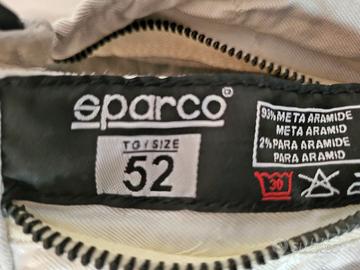 sparco®
TG / SIZE
52
93% META ARAMIDE
META ARAMID
2% PARA ARAMIDE
PARA ARAMID
30